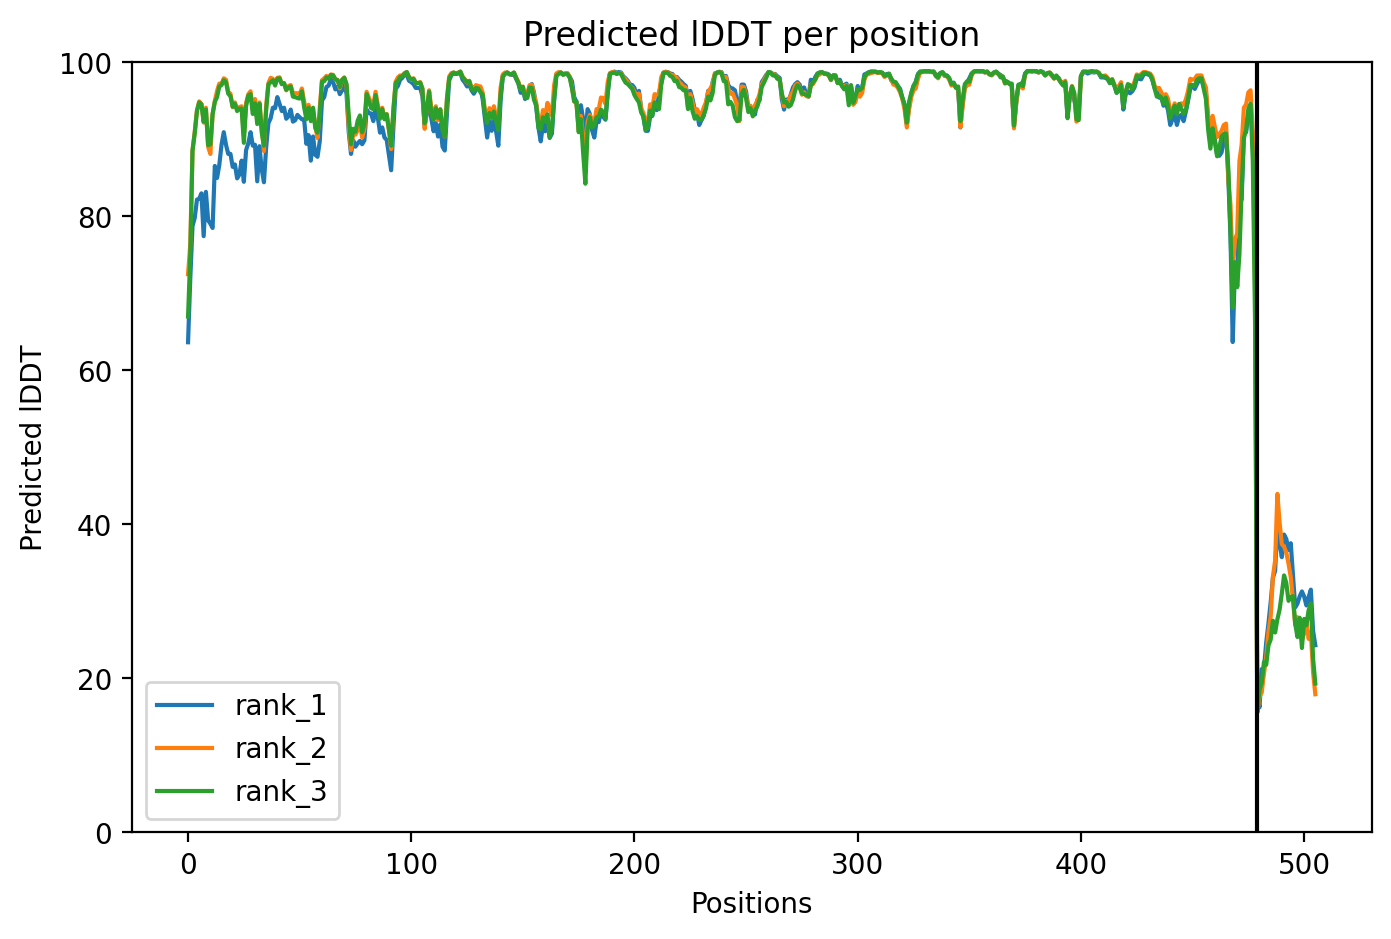 Predicted lDDT per position
100
80
60
40
20
0
Predicted lDDT
rank_1
rank_2
rank_3
0 100 200 300 400 500
Positions